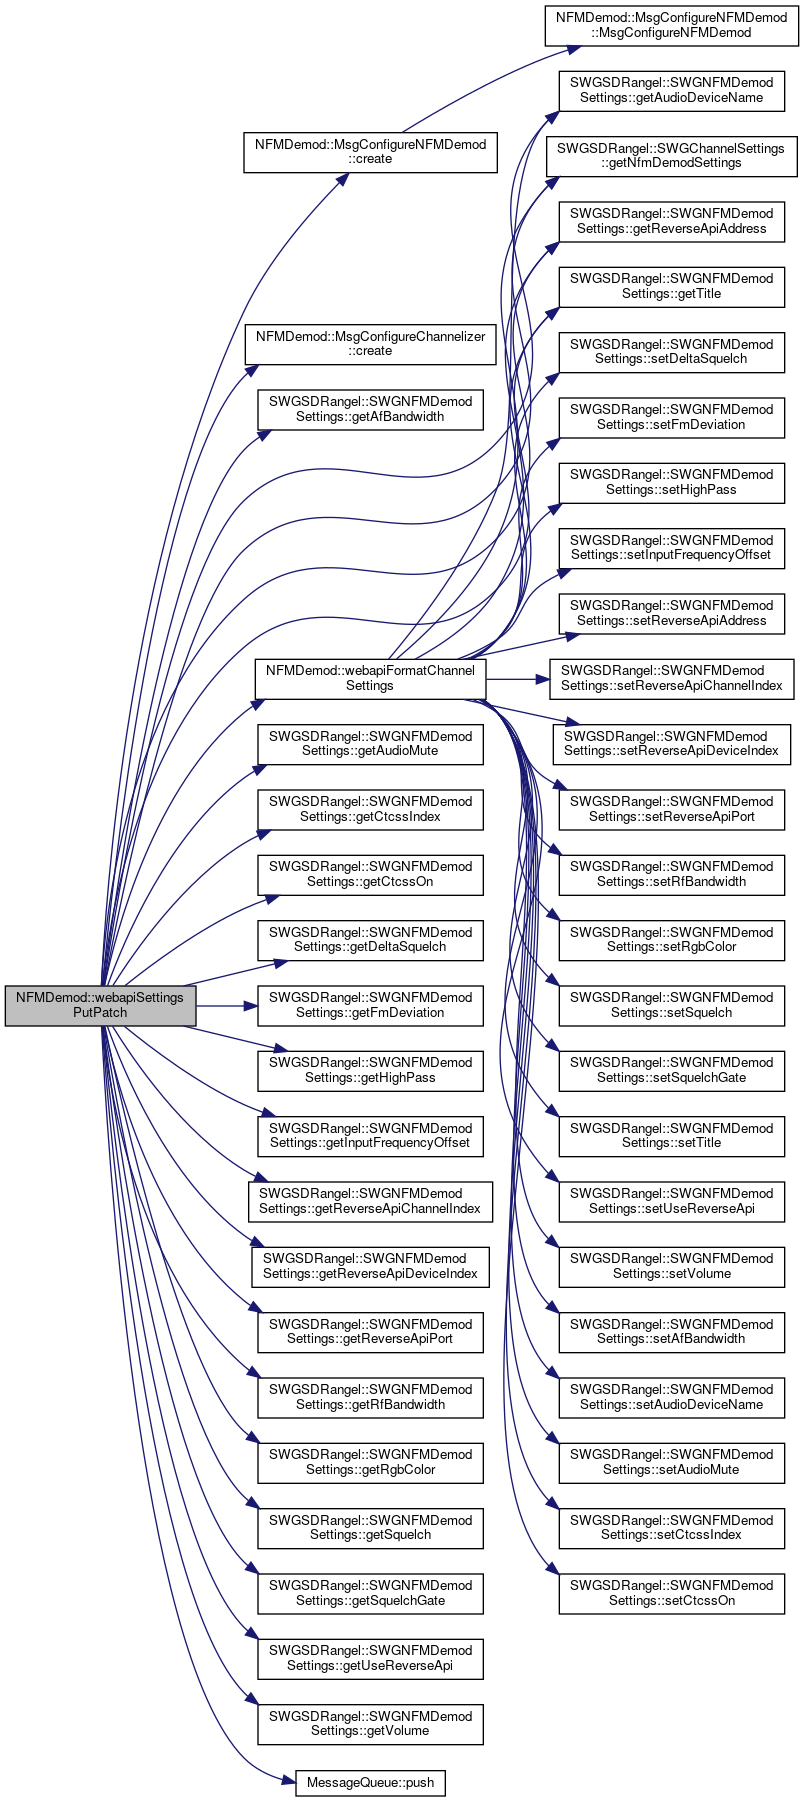 NFMDemod::webapiSettings
PutPatch
NFMDemod::MsgConfigureNFMDemod
::create
NFMDemod::MsgConfigureChannelizer
::create
SWGSDRangel::SWGNFMDemod
Settings::getAfBandwidth
NFMDemod::webapiFormatChannel
Settings
SWGSDRangel::SWGNFMDemod
Settings::getAudioMute
SWGSDRangel::SWGNFMDemod
Settings::getCtcssIndex
SWGSDRangel::SWGNFMDemod
Settings::getCtcssOn
SWGSDRangel::SWGNFMDemod
Settings::getDeltaSquelch
SWGSDRangel::SWGNFMDemod
Settings::getFmDeviation
SWGSDRangel::SWGNFMDemod
Settings::getHighPass
SWGSDRangel::SWGNFMDemod
Settings::getInputFrequencyOffset
SWGSDRangel::SWGNFMDemod
Settings::getReverseApiChannelIndex
SWGSDRangel::SWGNFMDemod
Settings::getReverseApiDeviceIndex
SWGSDRangel::SWGNFMDemod
Settings::getReverseApiPort
SWGSDRangel::SWGNFMDemod
Settings::getRfBandwidth
SWGSDRangel::SWGNFMDemod
Settings::getRgbColor
SWGSDRangel::SWGNFMDemod
Settings::getSquelch
SWGSDRangel::SWGNFMDemod
Settings::getSquelchGate
SWGSDRangel::SWGNFMDemod
Settings::getUseReverseApi
SWGSDRangel::SWGNFMDemod
Settings::getVolume
MessageQueue::push
NFMDemod::MsgConfigureNFMDemod
::MsgConfigureNFMDemod
SWGSDRangel::SWGNFMDemod
Settings::getAudioDeviceName
SWGSDRangel::SWGChannelSettings
::getNfmDemodSettings
SWGSDRangel::SWGNFMDemod
Settings::getReverseApiAddress
SWGSDRangel::SWGNFMDemod
Settings::getTitle
SWGSDRangel::SWGNFMDemod
Settings::setDeltaSquelch
SWGSDRangel::SWGNFMDemod
Settings::setFmDeviation
SWGSDRangel::SWGNFMDemod
Settings::setHighPass
SWGSDRangel::SWGNFMDemod
Settings::setInputFrequencyOffset
SWGSDRangel::SWGNFMDemod
Settings::setReverseApiAddress
SWGSDRangel::SWGNFMDemod
Settings::setReverseApiChannelIndex
SWGSDRangel::SWGNFMDemod
Settings::setReverseApiDeviceIndex
SWGSDRangel::SWGNFMDemod
Settings::setReverseApiPort
SWGSDRangel::SWGNFMDemod
Settings::setRfBandwidth
SWGSDRangel::SWGNFMDemod
Settings::setRgbColor
SWGSDRangel::SWGNFMDemod
Settings::setSquelch
SWGSDRangel::SWGNFMDemod
Settings::setSquelchGate
SWGSDRangel::SWGNFMDemod
Settings::setTitle
SWGSDRangel::SWGNFMDemod
Settings::setUseReverseApi
SWGSDRangel::SWGNFMDemod
Settings::setVolume
SWGSDRangel::SWGNFMDemod
Settings::setAfBandwidth
SWGSDRangel::SWGNFMDemod
Settings::setAudioDeviceName
SWGSDRangel::SWGNFMDemod
Settings::setAudioMute
SWGSDRangel::SWGNFMDemod
Settings::setCtcssIndex
SWGSDRangel::SWGNFMDemod
Settings::setCtcssOn